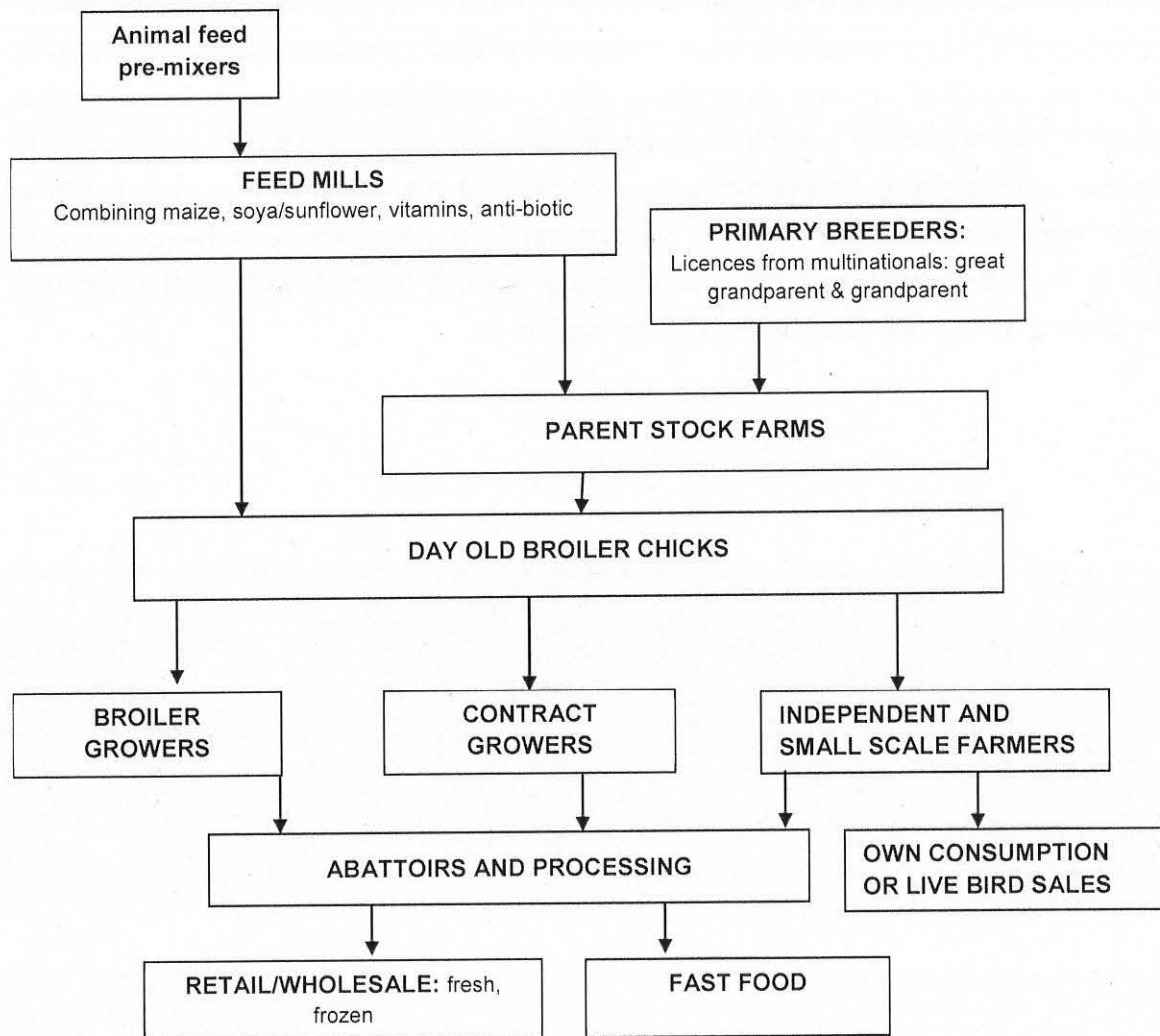 Animal feed
pre-mixers
FEED MILLS
Combining maize, soya/sunflower, vitamins, anti-biotic
PRIMARY BREEDERS:
Licences from multinationals: great
grandparent & grandparent
PARENT STOCK FARMS
DAY OLD BROILER CHICKS
BROILER
GROWERS
CONTRACT
GROWERS
INDEPENDENT AND
SMALL SCALE FARMERS
ABATTOIRS AND PROCESSING
OWN CONSUMPTION
OR LIVE BIRD SALES
RETAIL/WHOLESALE: fresh,
frozen
FAST FOOD